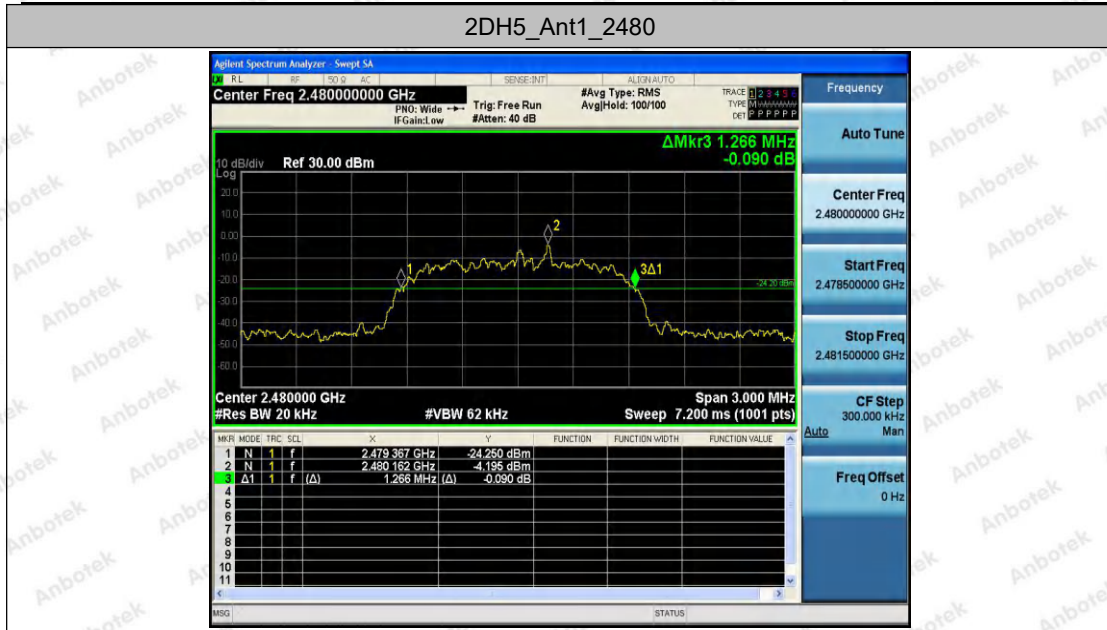 2DH5_Ant1_2480
Agilent Spectrum Analyzer - Swept SA
RL RF 50 Ω AC SENSE:INT ALIGN AUTO
Center Freq 2.480000000 GHz
PNO: Wide
IFGain:Low
Trig: Free Run
#Atten: 40 dB
#Avg Type: RMS
Avg|Hold: 100/100
TRACE 1 2 3 4 5 6
TYPE M
DET P P P P P P
ΔMkr3 1.266 MHz
-0.090 dB
10 dB/div Ref 30.00 dBm
Log
20.0
10.0
0.00
-10.0
-20.0
-30.0
-40.0
-50.0
-60.0
1
2
3Δ1
-24.20 dBm
Center 2.480000 GHz Span 3.000 MHz
#Res BW 20 kHz #VBW 62 kHz Sweep 7.200 ms (1001 pts)
MKR MODE TRC SCL X Y FUNCTION FUNCTION WIDTH FUNCTION VALUE
1 N 1 f 2.479 367 GHz -24.250 dBm
2 N 1 f 2.480 162 GHz -4.195 dBm
3 Δ1 1 f (Δ) 1.266 MHz (Δ) -0.090 dB
4
5
6
7
8
9
10
11
MSG STATUS
Frequency
Auto Tune
Center Freq
2.480000000 GHz
Start Freq
2.478500000 GHz
Stop Freq
2.481500000 GHz
CF Step
300.000 kHz
Auto Man
Freq Offset
0 Hz
Anbotek